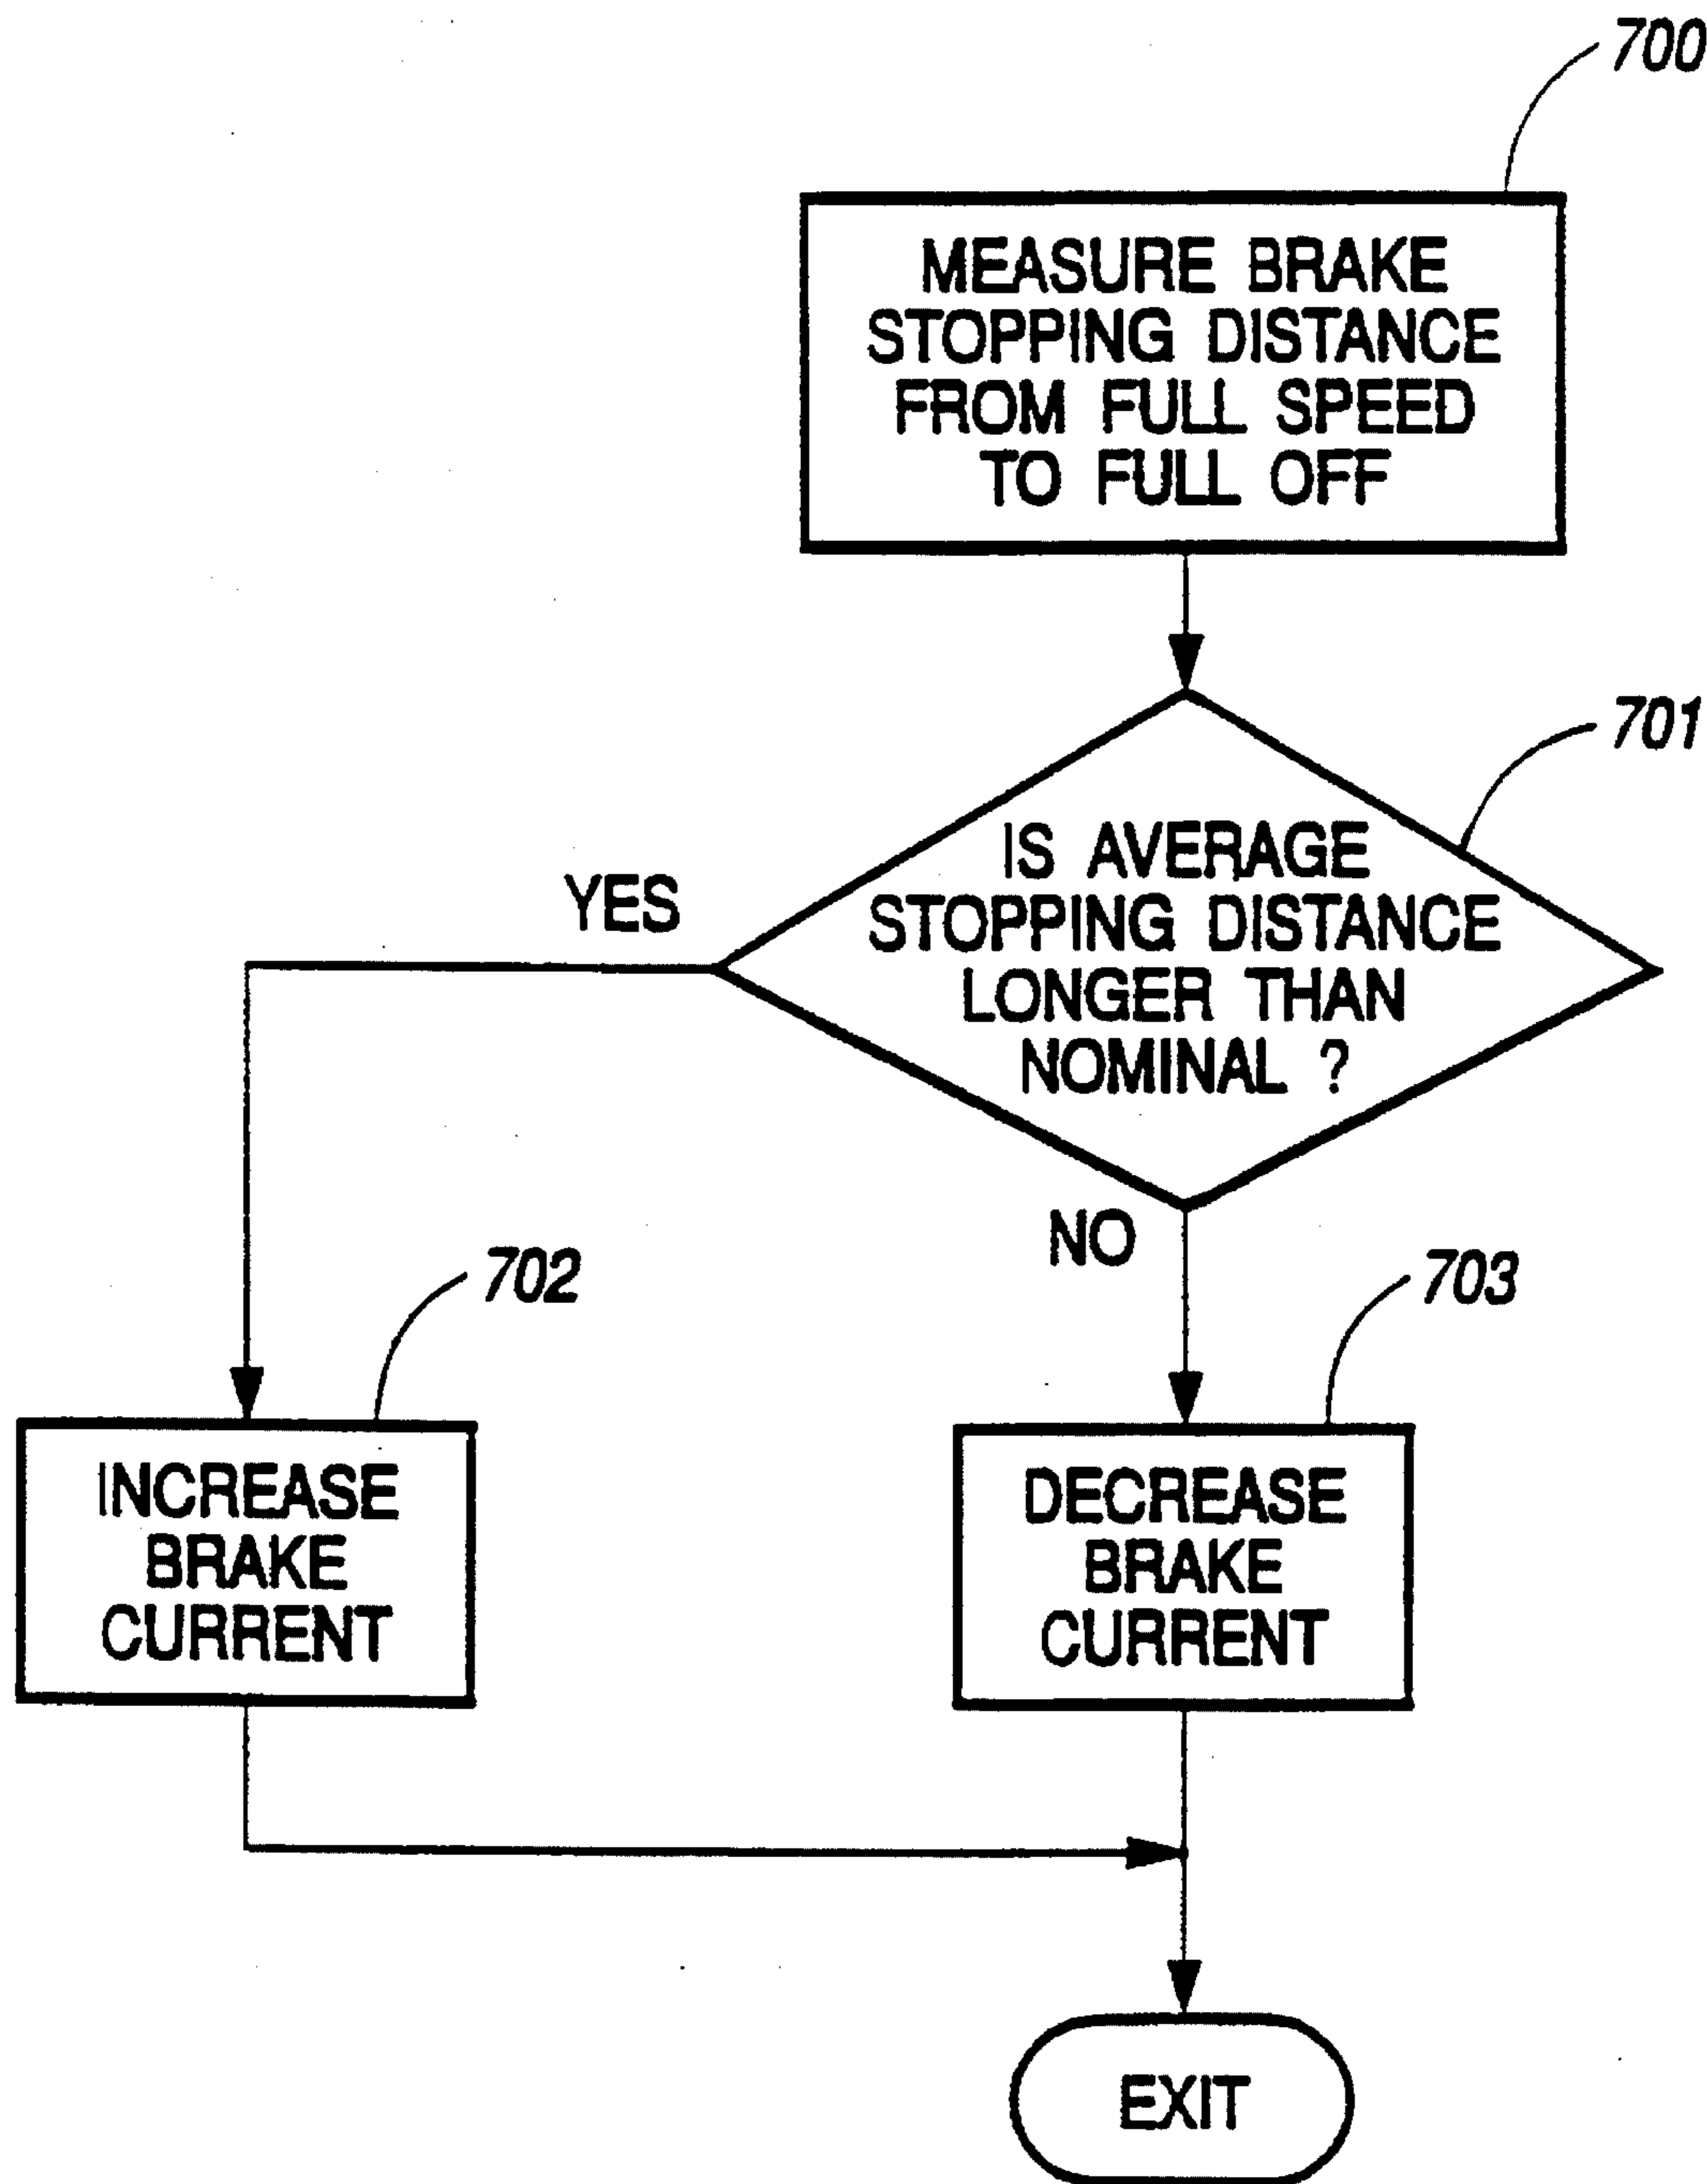 700
MEASURE BRAKE
STOPPING DISTANCE
FROM FULL SPEED
TO FULL OFF
701
IS AVERAGE
STOPPING DISTANCE
LONGER THAN
NOMINAL ?
YES
NO
702
703
INCREASE
BRAKE
CURRENT
DECREASE
BRAKE
CURRENT
EXIT